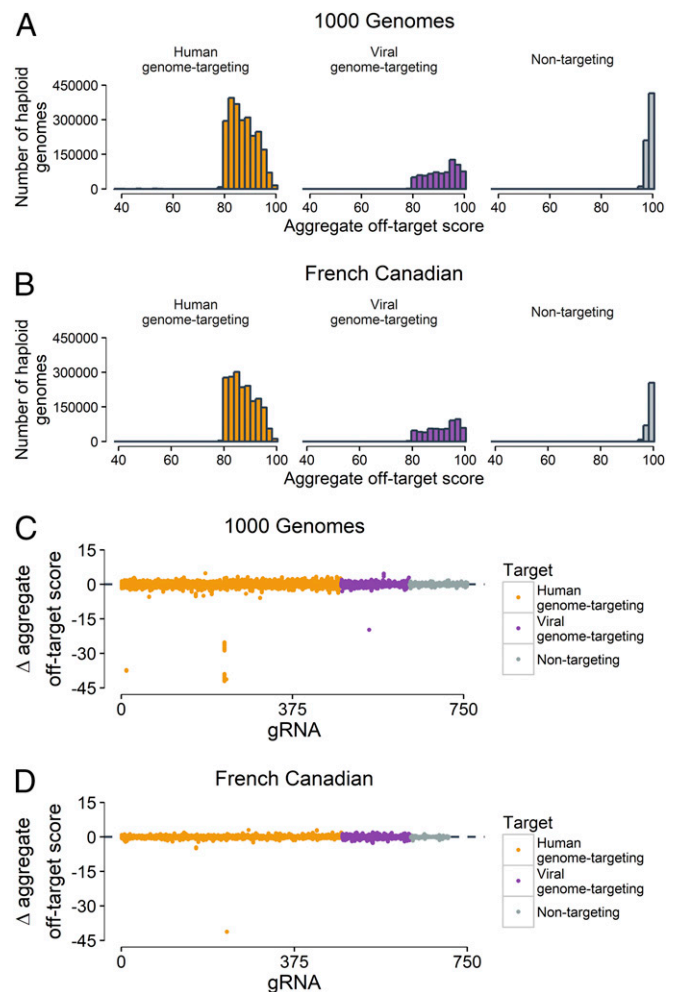 A
1000 Genomes
Human
genome-targeting
Viral
genome-targeting
Non-targeting
Number of haploid
genomes
450000
300000
150000
0
40 60 80 100
40 60 80 100
40 60 80 100
Aggregate off-target score
B
French Canadian
Human
genome-targeting
Viral
genome-targeting
Non-targeting
Number of haploid
genomes
450000
300000
150000
0
40 60 80 100
40 60 80 100
40 60 80 100
Aggregate off-target score
C
1000 Genomes
Δ aggregate
off-target score
15
0
-15
-30
-45
0 375 750
gRNA
Target
Human
genome-targeting
Viral
genome-targeting
Non-targeting
D
French Canadian
Δ aggregate
off-target score
15
0
-15
-30
-45
0 375 750
gRNA
Target
Human
genome-targeting
Viral
genome-targeting
Non-targeting